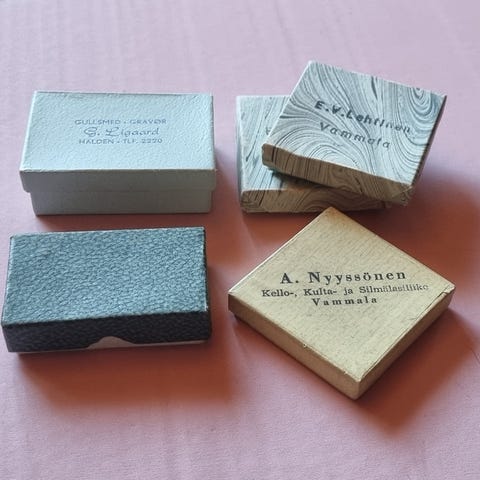 GULLSMED - GRAVØR
G. Ligaard
HALDEN - TLF. 2220
E.V.Lehtinen
Vammala
A. Nyyssönen
Kello-, Kulta- ja Silmälasiliike
Vammala